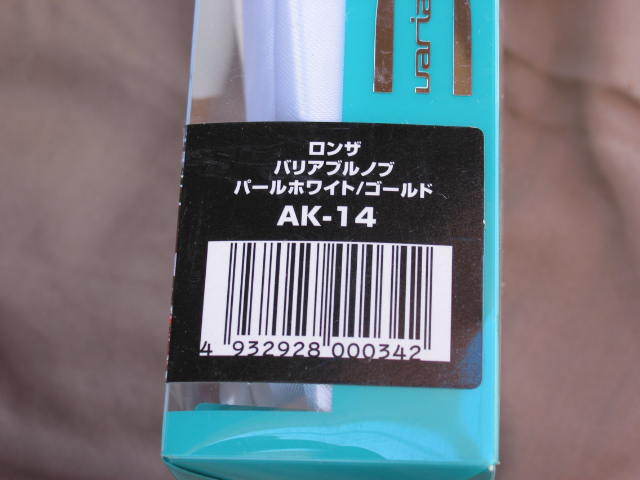 varia
ロンザ
バリアブルノブ
パールホワイト/ゴールド
AK-14
4 932928 000342